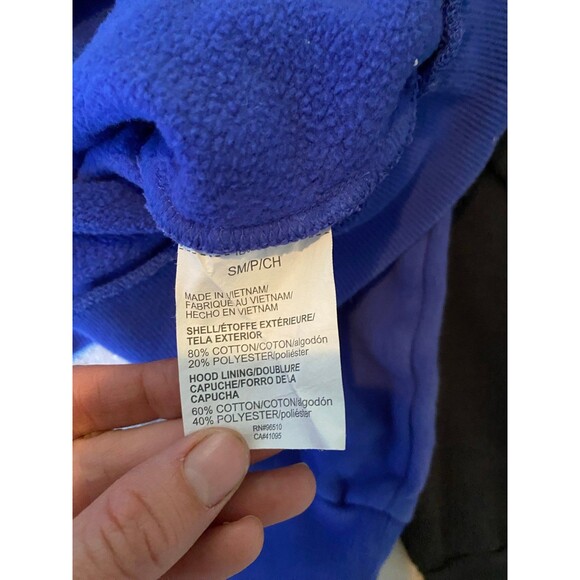 SM/P/CH
MADE IN VIETNAM/
FABRIQUÉ AU VIETNAM/
HECHO EN VIETNAM
SHELL/ÉTOFFE EXTÉRIEURE/
TELA EXTERIOR
80% COTTON/COTON/algodón
20% POLYESTER/poliéster
HOOD LINING/DOUBLURE
CAPUCHE/FORRO DE LA
CAPUCHA
60% COTTON/COTON/algodón
40% POLYESTER/poliéster
RN#96510
CA#41095